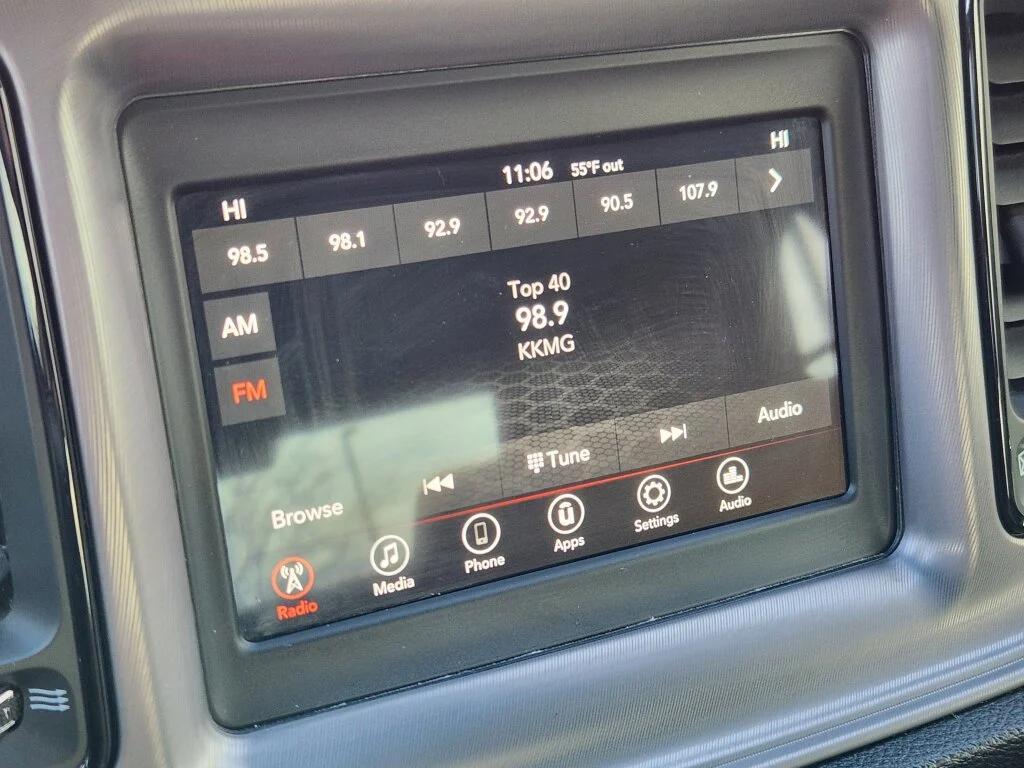 HI 11:06 55°F out HI
98.5 98.1 92.9 92.9 90.5 107.9
Top 40
98.9
KKMG
AM
FM
Browse Tune Audio
Radio Media Phone Apps Settings Audio